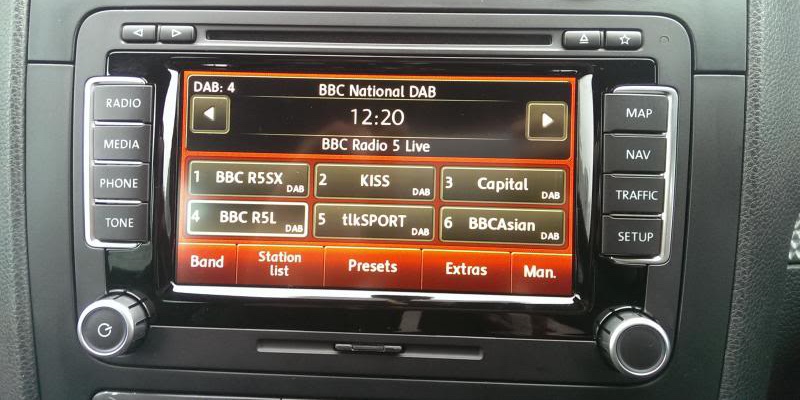 RADIO
MEDIA
PHONE
TONE
DAB: 4
BBC National DAB
12:20
BBC Radio 5 Live
1 BBC R5SX DAB
2 KISS DAB
3 Capital DAB
4 BBC R5L DAB
5 tlkSPORT DAB
6 BBCAsian DAB
Band
Station
list
Presets
Extras
Man.
MAP
NAV
TRAFFIC
SETUP